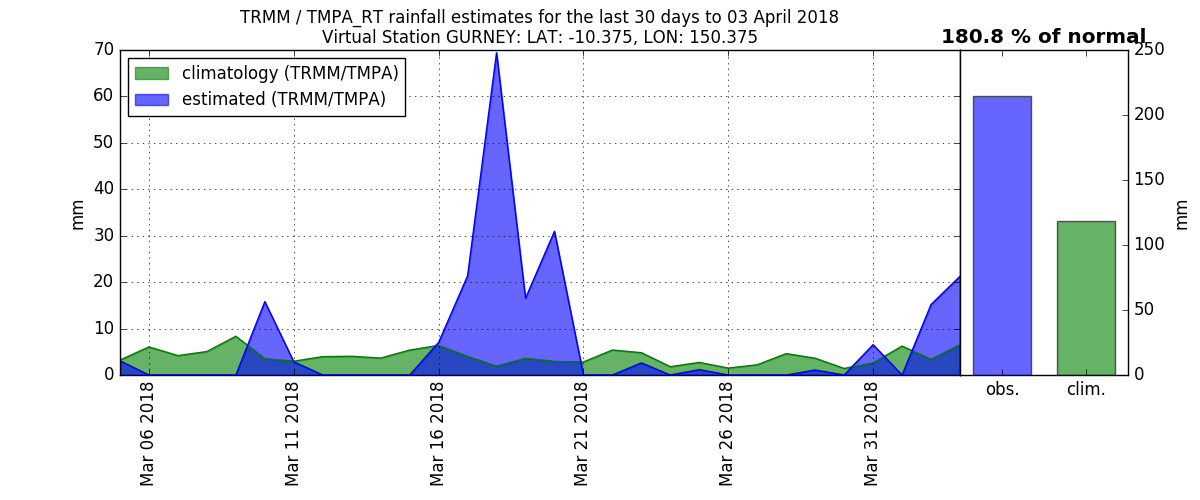 TRMM / TMPA_RT rainfall estimates for the last 30 days to 03 April 2018
Virtual Station GURNEY: LAT: -10.375, LON: 150.375
180.8 % of normal
climatology (TRMM/TMPA)
estimated (TRMM/TMPA)
70
60
50
40
30
20
10
0
mm
Mar 06 2018
Mar 11 2018
Mar 16 2018
Mar 21 2018
Mar 26 2018
Mar 31 2018
obs.
clim.
250
200
150
100
50
0
mm